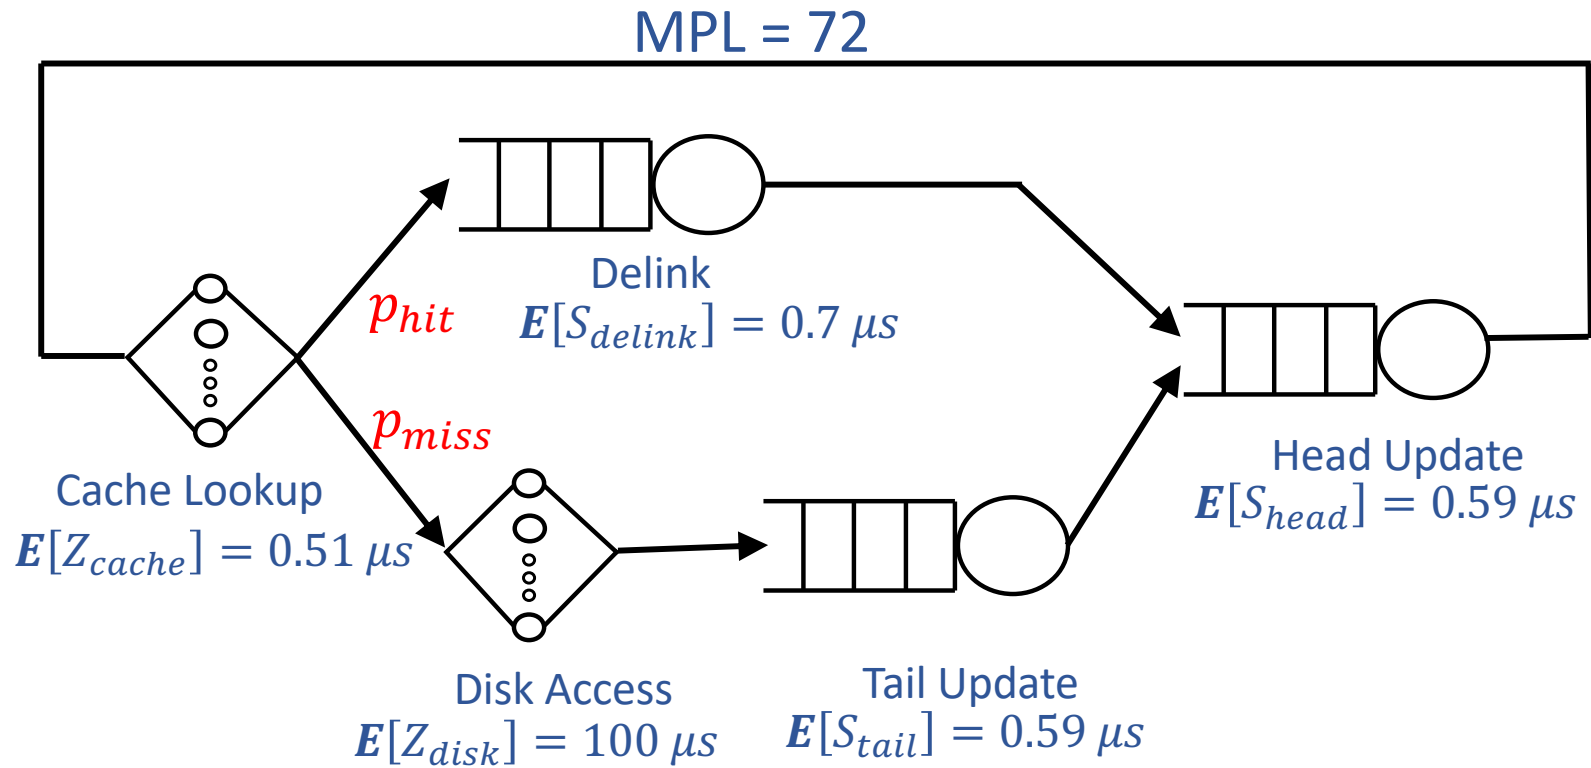 MPL = 72
Delink
E[S_delink] = 0.7 μs
p_hit
p_miss
Cache Lookup
E[Z_cache] = 0.51 μs
Head Update
E[S_head] = 0.59 μs
Disk Access
E[Z_disk] = 100 μs
Tail Update
E[S_tail] = 0.59 μs